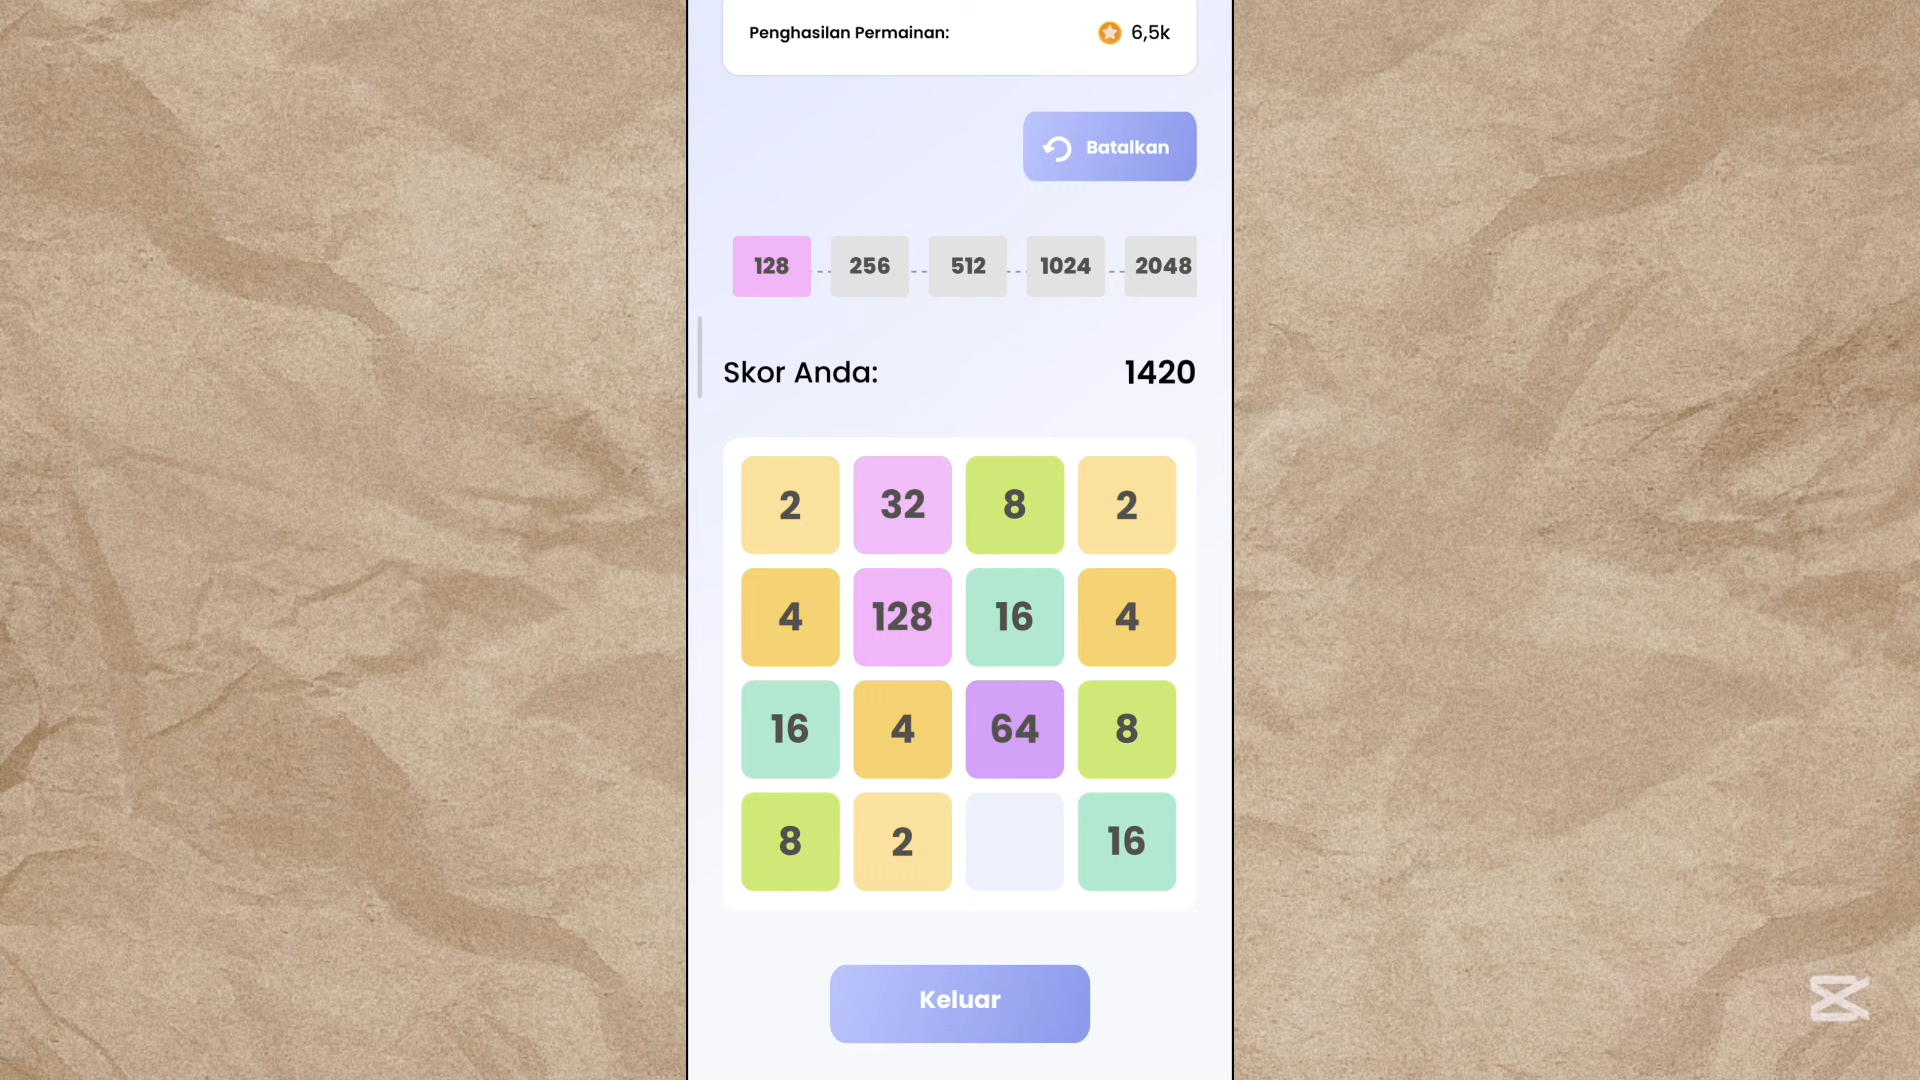 Penghasilan Permainan: 6,5k
Batalkan
128 256 512 1024 2048
Skor Anda: 1420
2 32 8 2
4 128 16 4
16 4 64 8
8 2 16
Keluar